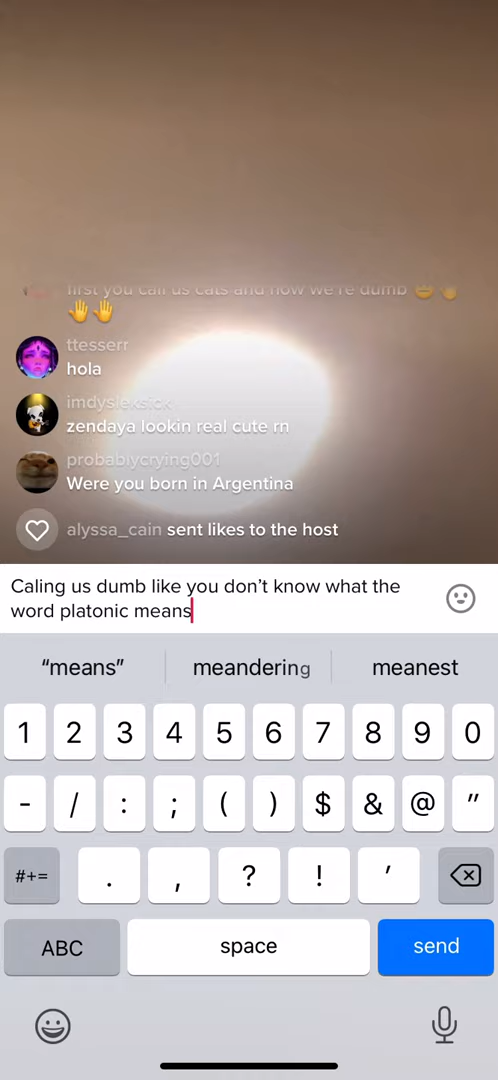 first you call us cats and now we're dumb 😑👋
👋👋
ttesserr
hola
imdysleksick
zendaya lookin real cute rn
probablycrying001
Were you born in Argentina
alyssa_cain sent likes to the host
Caling us dumb like you don't know what the
word platonic means
"means" meandering meanest
1 2 3 4 5 6 7 8 9 0
- / : ; ( ) $ & @ "
#+= . , ? ! '
ABC space send